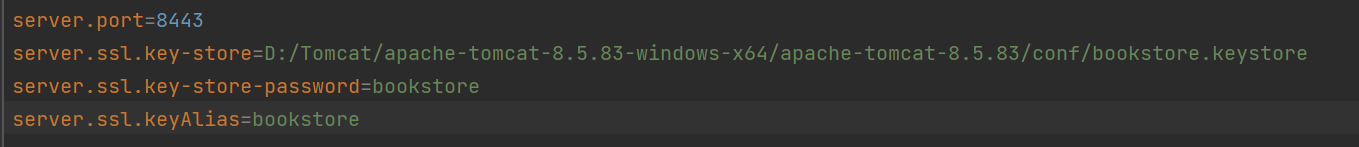 server.port=8443
server.ssl.key-store=D:/Tomcat/apache-tomcat-8.5.83-windows-x64/apache-tomcat-8.5.83/conf/bookstore.keystore
server.ssl.key-store-password=bookstore
server.ssl.keyAlias=bookstore